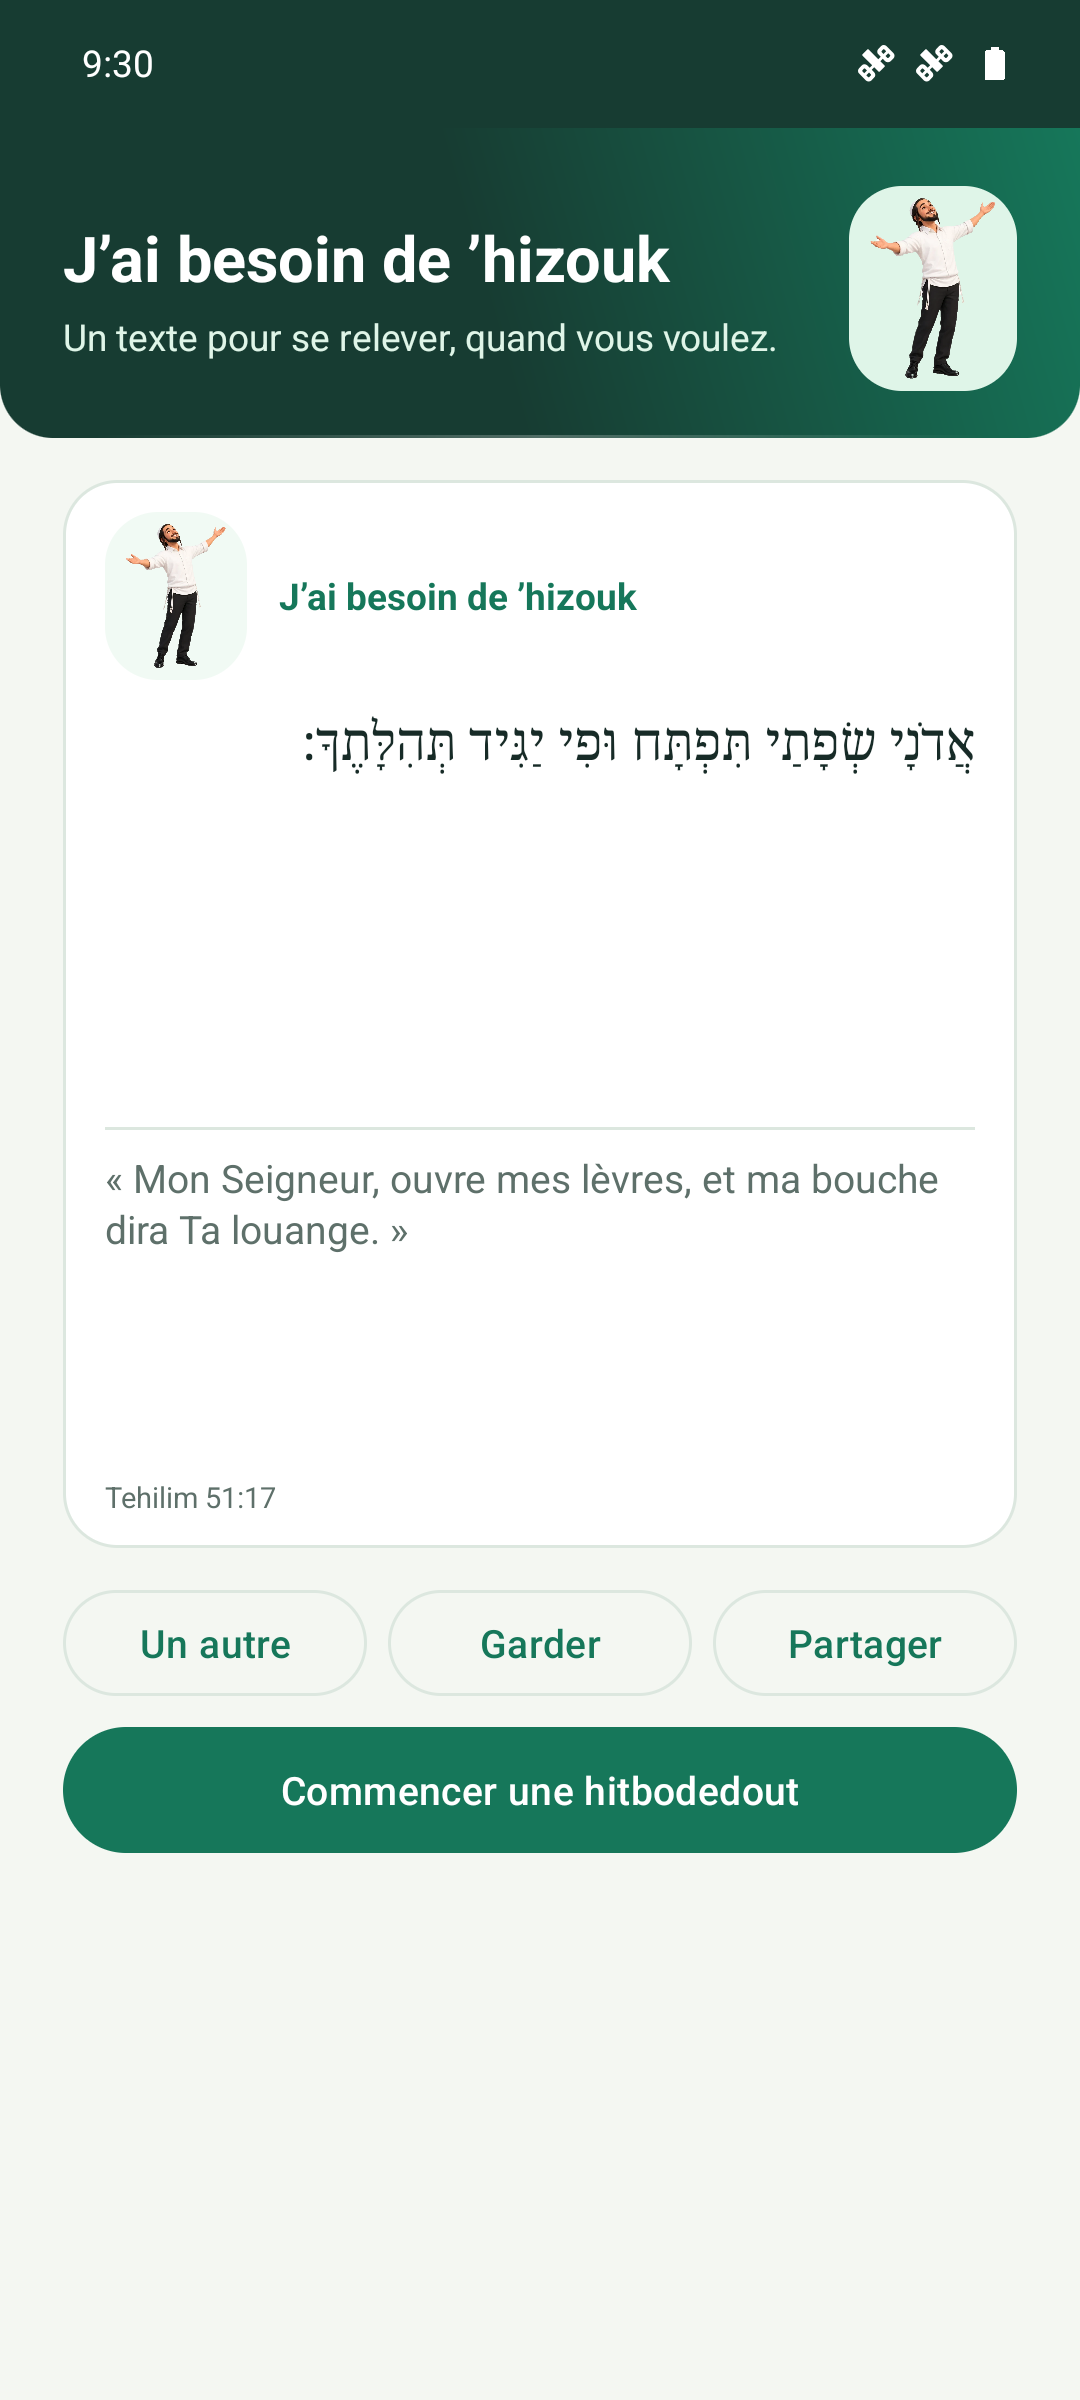 9:30
J’ai besoin de ’hizouk
Un texte pour se relever, quand vous voulez.
J’ai besoin de ’hizouk
אֲדֹנָי שְׂפָתַי תִּפְתָּח וּפִי יַגִּיד תְּהִלָּתֶךָ׃
« Mon Seigneur, ouvre mes lèvres, et ma bouche
dira Ta louange. »
Tehilim 51:17
Un autre
Garder
Partager
Commencer une hitbodedout